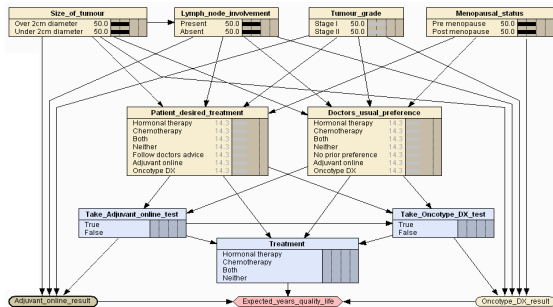 Size_of_tumour
Over 2cm diameter 50.0
Under 2cm diameter 50.0
Lymph_node_involvement
Present 50.0
Absent 50.0
Tumour_grade
Stage I 50.0
Stage II 50.0
Menopausal_status
Pre menopause 50.0
Post menopause 50.0
Patient_desired_treatment
Hormonal therapy 14.3
Chemotherapy 14.3
Both 14.3
Neither 14.3
Follow doctors advice 14.3
Adjuvant online 14.3
Oncotype DX 14.3
Doctors_usual_preference
Hormonal therapy 14.3
Chemotherapy 14.3
Both 14.3
Neither 14.3
No prior preference 14.3
Adjuvant online 14.3
Oncotype DX 14.3
Take_Adjuvant_online_test
True
False
Take_Oncotype_DX_test
True
False
Treatment
Hormonal therapy
Chemotherapy
Both
Neither
Adjuvant_online_result
Expected_years_quality_life
Oncotype_DX_result